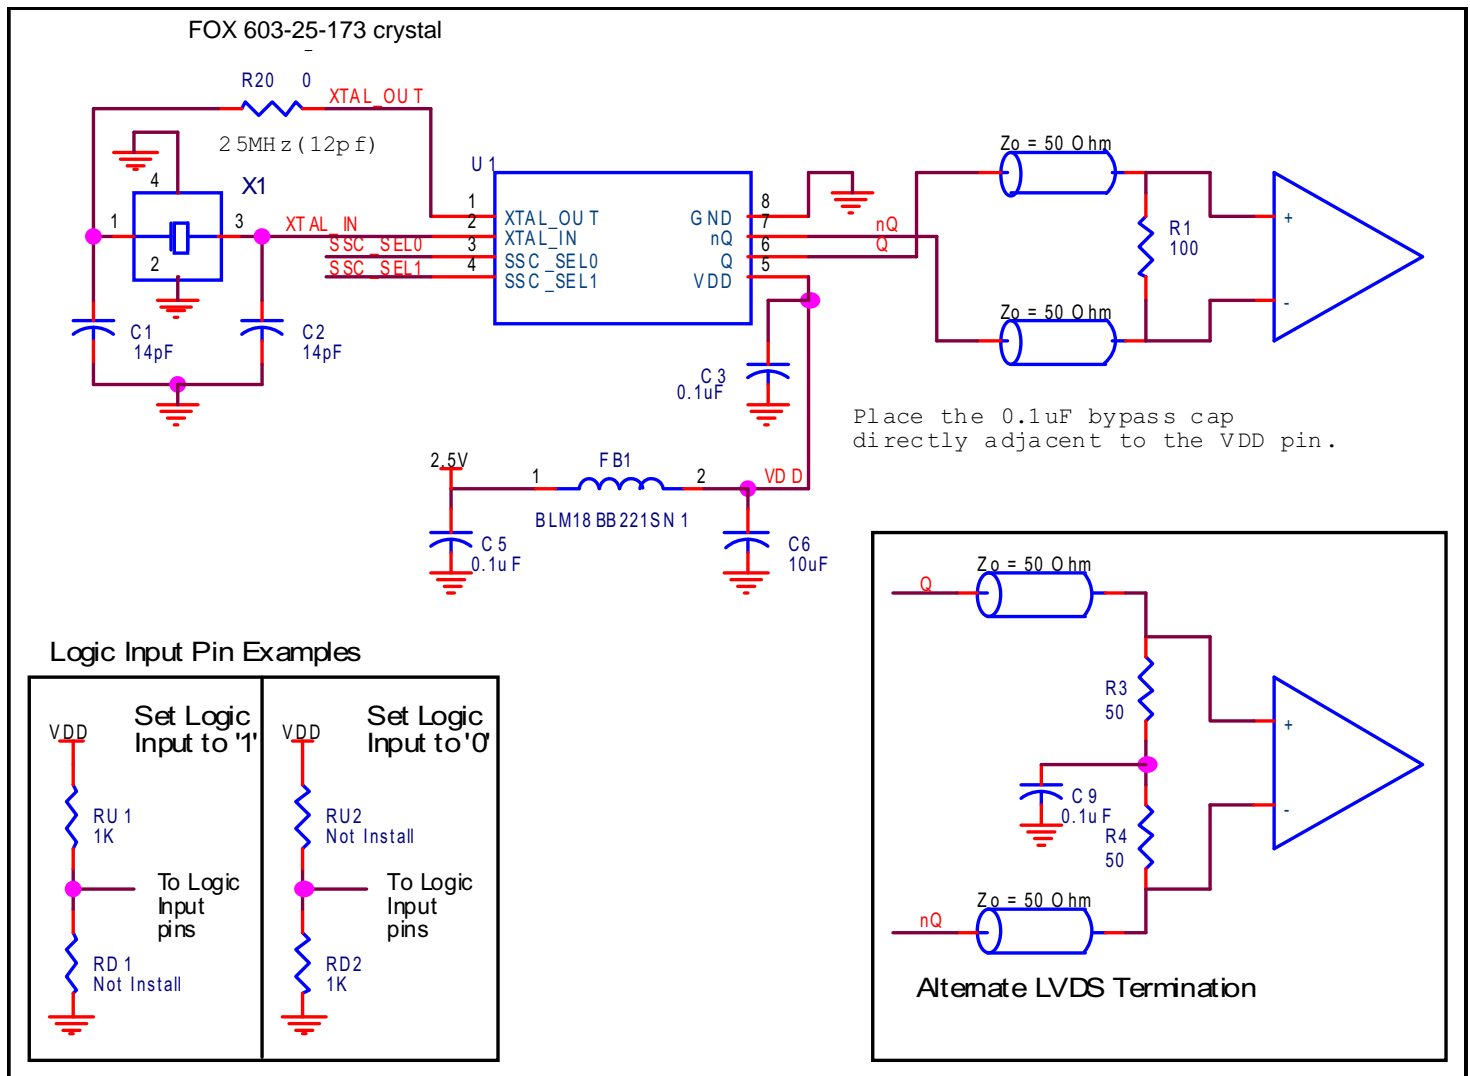 FOX 603-25-173 crystal
R20 0
XTAL_OUT
25MHz(12pf)
X1
4
1
3
2
XTAL_IN
SSC_SEL0
SSC_SEL1
C1
14pF
C2
14pF
U1
1
2
3
4
XTAL_OUT
XTAL_IN
SSC_SEL0
SSC_SEL1
GND
nQ
Q
VDD
8
7
6
5
nQ
Q
Zo = 50 Ohm
Zo = 50 Ohm
R1
100
+
-
C3
0.1uF
Place the 0.1uF bypass cap
directly adjacent to the VDD pin.
2.5V
1
FB1
2
VDD
BLM18BB221SN1
C5
0.1uF
C6
10uF
Logic Input Pin Examples
Set Logic
Input to '1'
VDD
RU1
1K
To Logic
Input
pins
RD1
Not Install
Set Logic
Input to '0'
VDD
RU2
Not Install
To Logic
Input
pins
RD2
1K
Q
Zo = 50 Ohm
R3
50
C9
0.1uF
R4
50
+
-
nQ
Zo = 50 Ohm
Alternate LVDS Termination